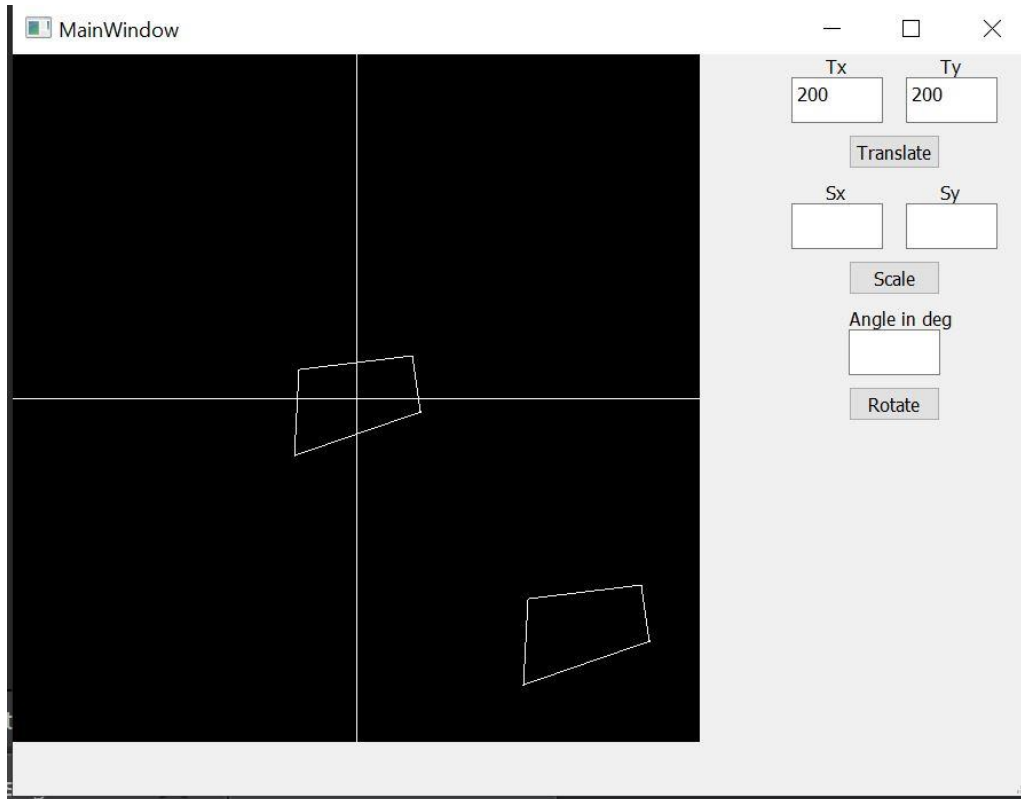 MainWindow
Tx Ty
200 200
Translate
Sx Sy
Scale
Angle in deg
Rotate